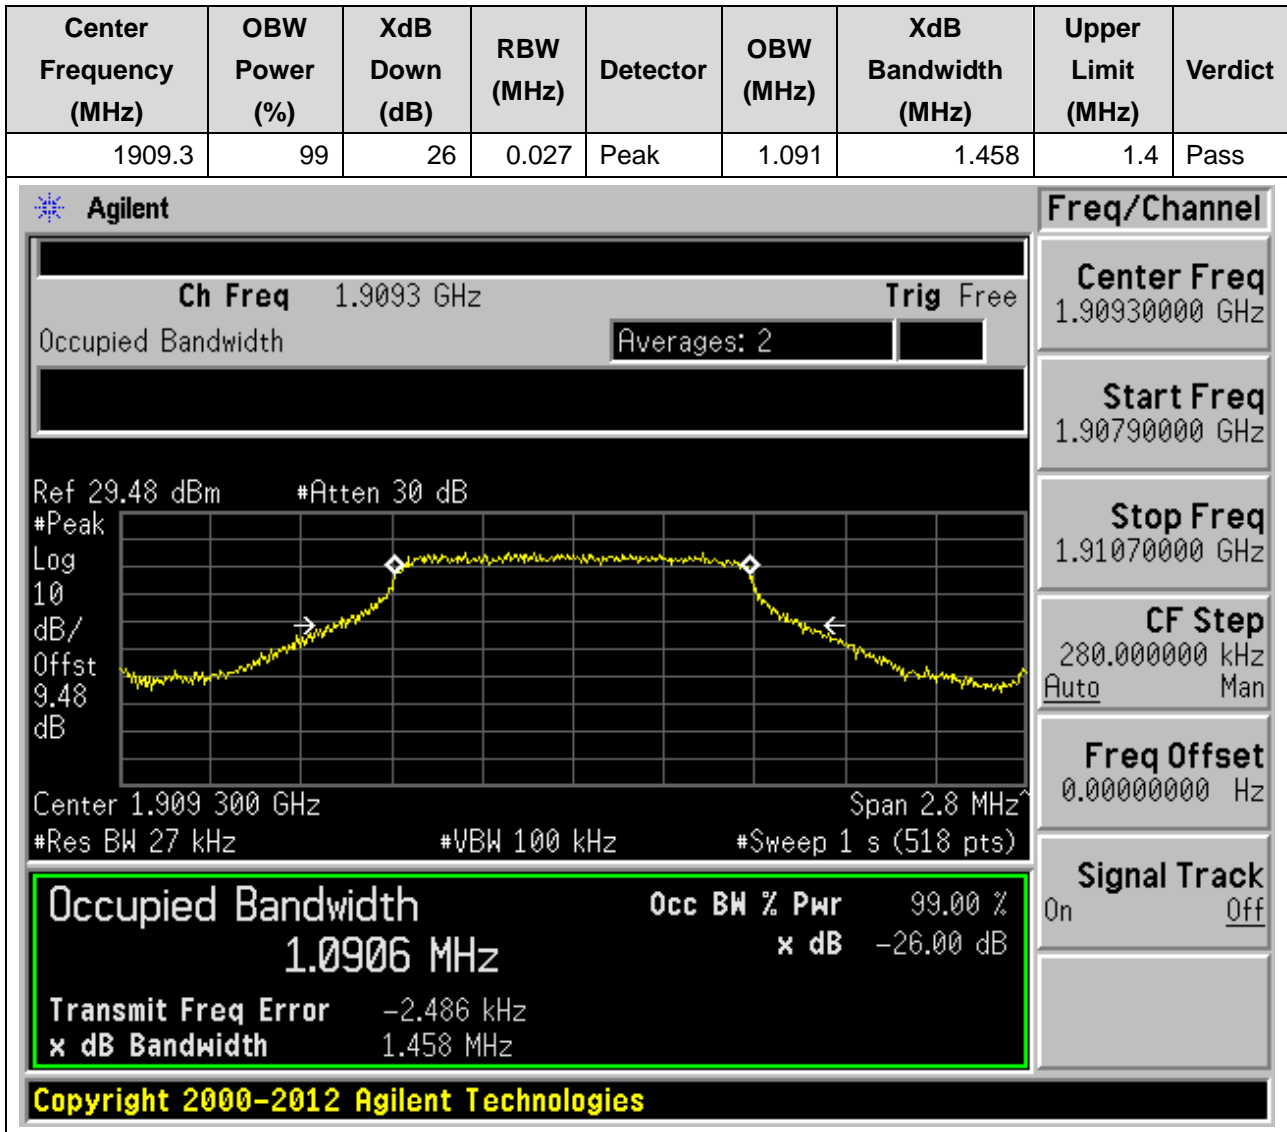 Center Frequency (MHz) OBW Power (%) XdB Down (dB) RBW (MHz) Detector OBW (MHz) XdB Bandwidth (MHz) Upper Limit (MHz) Verdict
1909.3 99 26 0.027 Peak 1.091 1.458 1.4 Pass
Agilent
Freq/Channel
Ch Freq 1.9093 GHz Trig Free
Occupied Bandwidth Averages: 2
Ref 29.48 dBm #Atten 30 dB
#Peak
Log
10
dB/
Offst
9.48
dB
Center 1.909 300 GHz Span 2.8 MHz^
#Res BW 27 kHz #VBW 100 kHz #Sweep 1 s (518 pts)
Occupied Bandwidth Occ BW % Pwr 99.00 %
1.0906 MHz x dB -26.00 dB
Transmit Freq Error -2.486 kHz
x dB Bandwidth 1.458 MHz
Center Freq
1.90930000 GHz
Start Freq
1.90790000 GHz
Stop Freq
1.91070000 GHz
CF Step
280.000000 kHz
Auto Man
Freq Offset
0.00000000 Hz
Signal Track
On Off
Copyright 2000-2012 Agilent Technologies